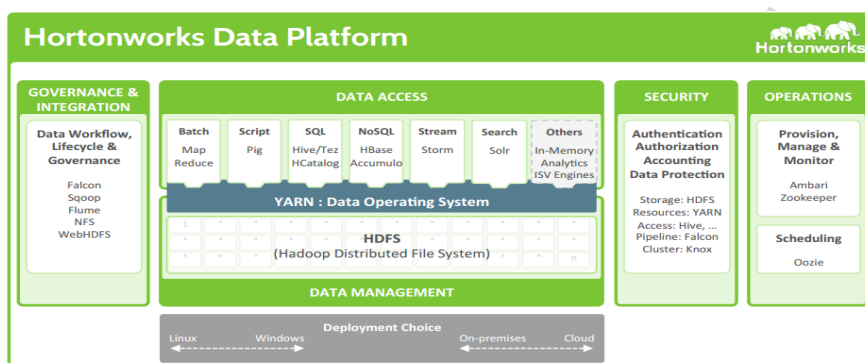 Hortonworks Data Platform
Hortonworks
GOVERNANCE &
INTEGRATION
Data Workflow,
Lifecycle &
Governance
Falcon
Sqoop
Flume
NFS
WebHDFS
DATA ACCESS
Batch
Map
Reduce
Script
Pig
SQL
Hive/Tez
HCatalog
NoSQL
HBase
Accumulo
Stream
Storm
Search
Solr
Others
In-Memory
Analytics
ISV Engines
YARN : Data Operating System
1
HDFS
(Hadoop Distributed File System)
n
DATA MANAGEMENT
SECURITY
Authentication
Authorization
Accounting
Data Protection
Storage: HDFS
Resources: YARN
Access: Hive, ...
Pipeline: Falcon
Cluster: Knox
OPERATIONS
Provision,
Manage &
Monitor
Ambari
Zookeeper
Scheduling
Oozie
Deployment Choice
Linux Windows On-premises Cloud